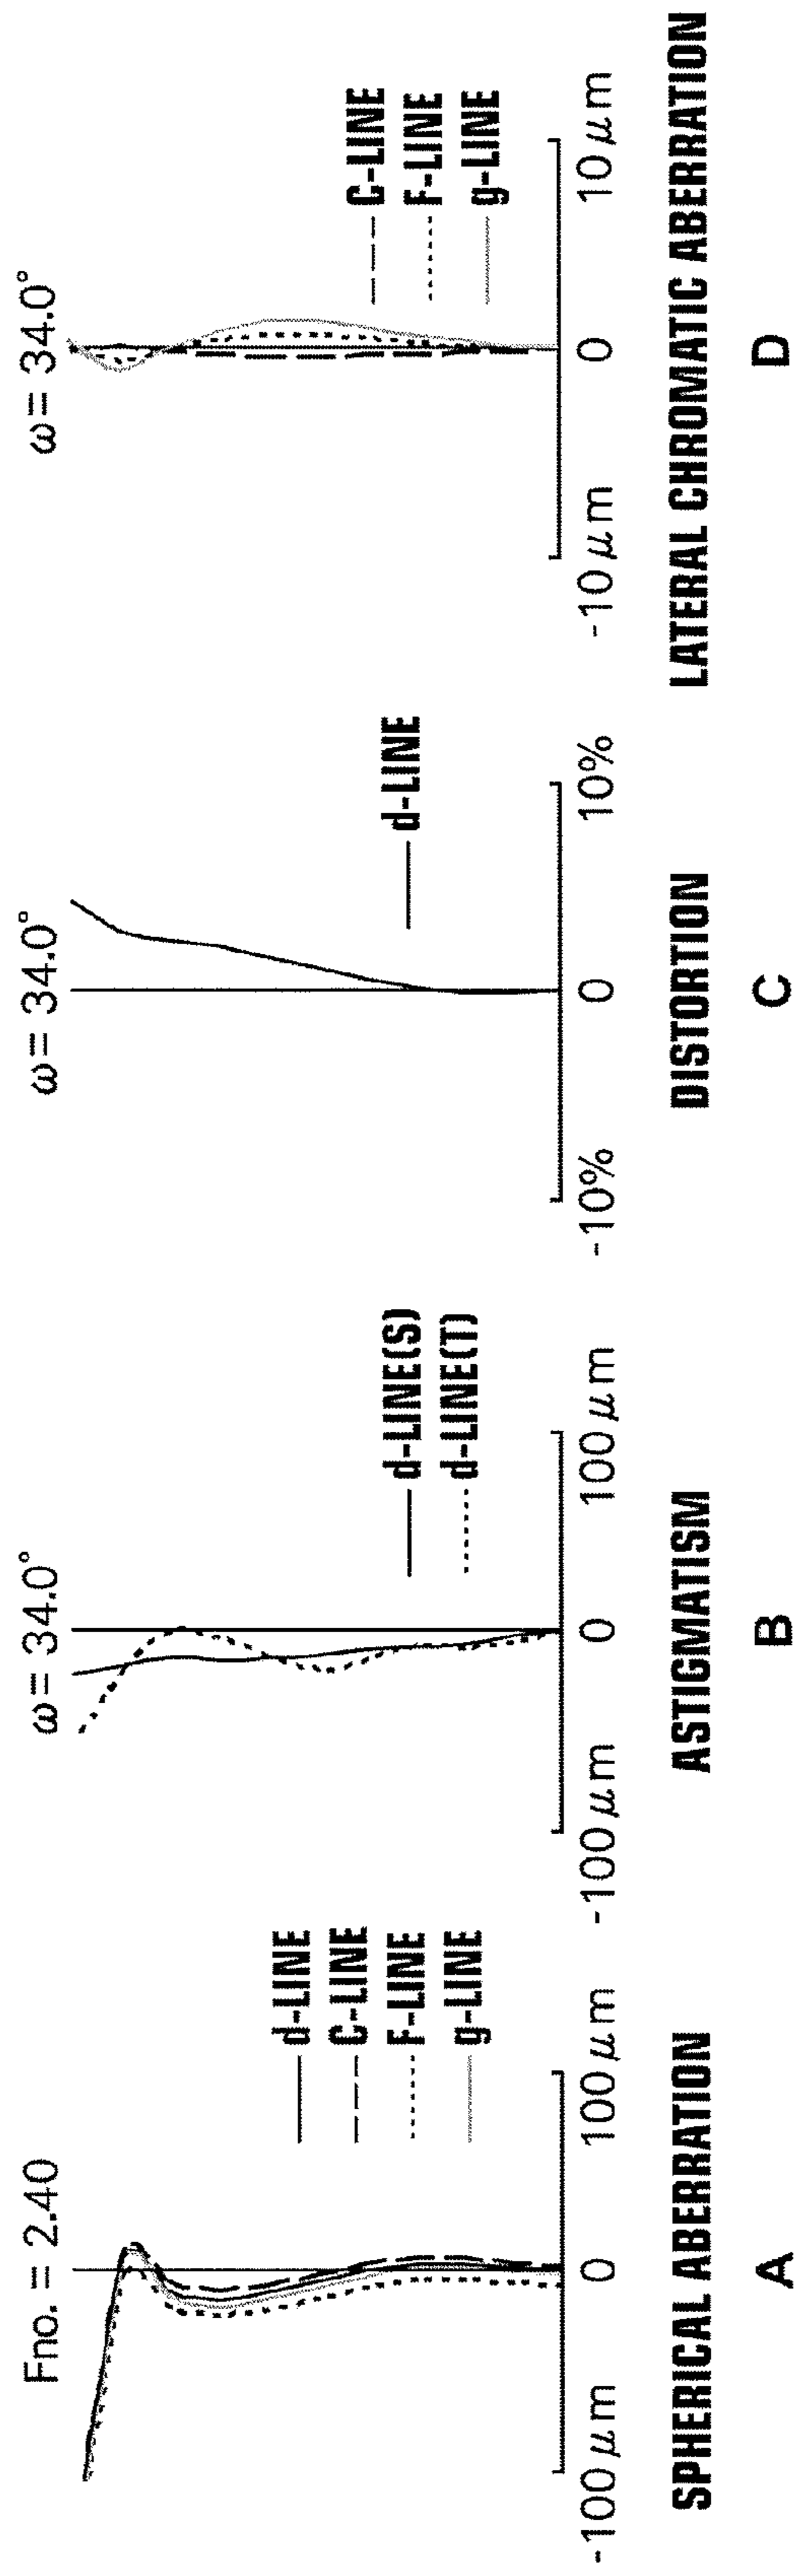 Fno. = 2.40
d-LINE
C-LINE
F-LINE
g-LINE
-100μm
0
100μm
SPHERICAL ABERRATION
A
ω= 34.0°
d-LINE(S)
d-LINE(T)
-100μm
0
100μm
ASTIGMATISM
B
ω= 34.0°
d-LINE
-10%
0
10%
DISTORTION
C
ω= 34.0°
C-LINE
F-LINE
g-LINE
-10μm
0
10μm
LATERAL CHROMATIC ABERRATION
D